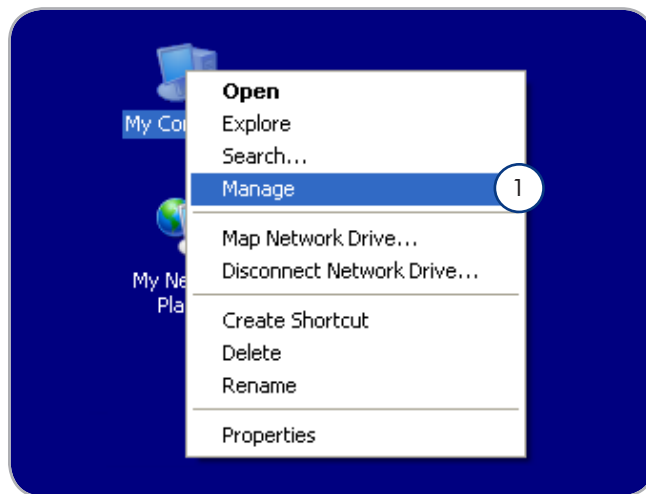 My Co
My Ne
Pla
Open
Explore
Search...
Manage
1
Map Network Drive...
Disconnect Network Drive...
Create Shortcut
Delete
Rename
Properties